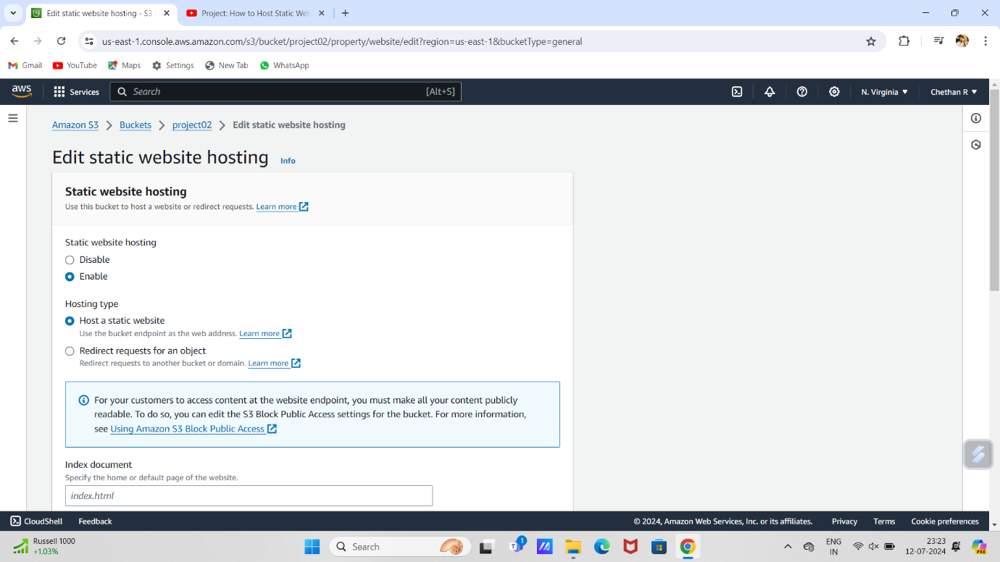 Edit static website hosting - S3
Project: How to Host Static Web
us-east-1.console.aws.amazon.com/s3/bucket/project02/property/website/edit?region=us-east-1&bucketType=general
Gmail
YouTube
Maps
Settings
New Tab
WhatsApp
aws
Services
Search
[Alt+S]
N. Virginia
Chethan R
Amazon S3
Buckets
project02
Edit static website hosting
Edit static website hosting
Info
Static website hosting
Use this bucket to host a website or redirect requests. Learn more
Static website hosting
Disable
Enable
Hosting type
Host a static website
Use the bucket endpoint as the web address. Learn more
Redirect requests for an object
Redirect requests to another bucket or domain. Learn more
For your customers to access content at the website endpoint, you must make all your content publicly
readable. To do so, you can edit the S3 Block Public Access settings for the bucket. For more information,
see Using Amazon S3 Block Public Access
Index document
Specify the home or default page of the website.
index.html
CloudShell
Feedback
© 2024, Amazon Web Services, Inc. or its affiliates.
Privacy
Terms
Cookie preferences
Russell 1000
+1.03%
Search
1
ENG
IN
23:23
12-07-2024
PRE